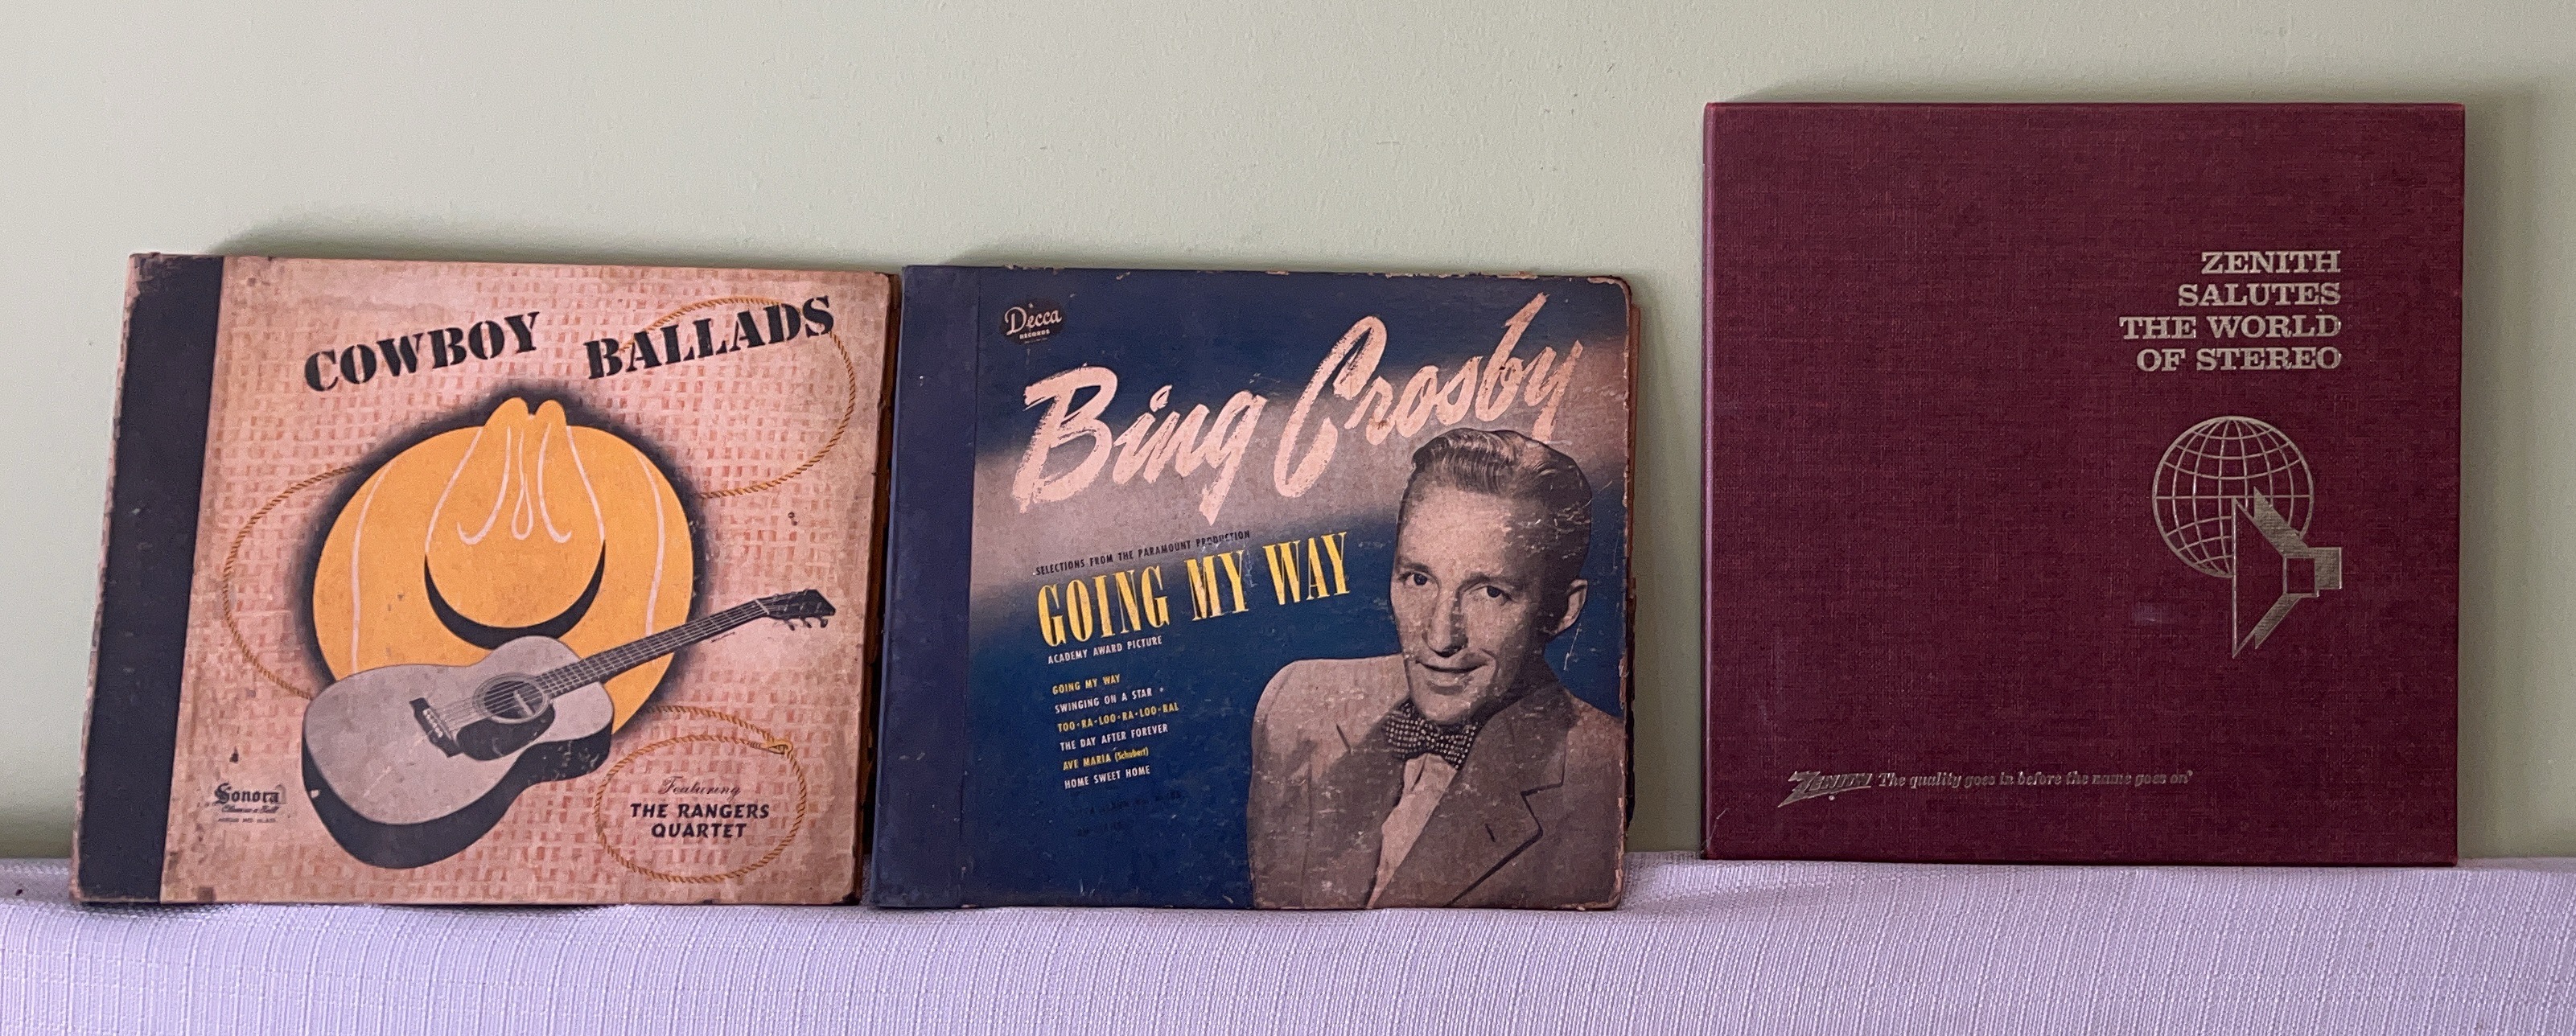 COWBOY BALLADS
Sonora
Featuring
THE RANGERS
QUARTET
Decca
RECORDS
Bing Crosby
SELECTIONS FROM THE PARAMOUNT PRODUCTION
GOING MY WAY
ACADEMY AWARD PICTURE
GOING MY WAY
SWINGING ON A STAR
TOO-RA-LOO-RA-LOO-RAL
THE DAY AFTER FOREVER
AVE MARIA (Schubert)
HOME SWEET HOME
ZENITH
SALUTES
THE WORLD
OF STEREO
ZENITH The quality goes in before the name goes on®